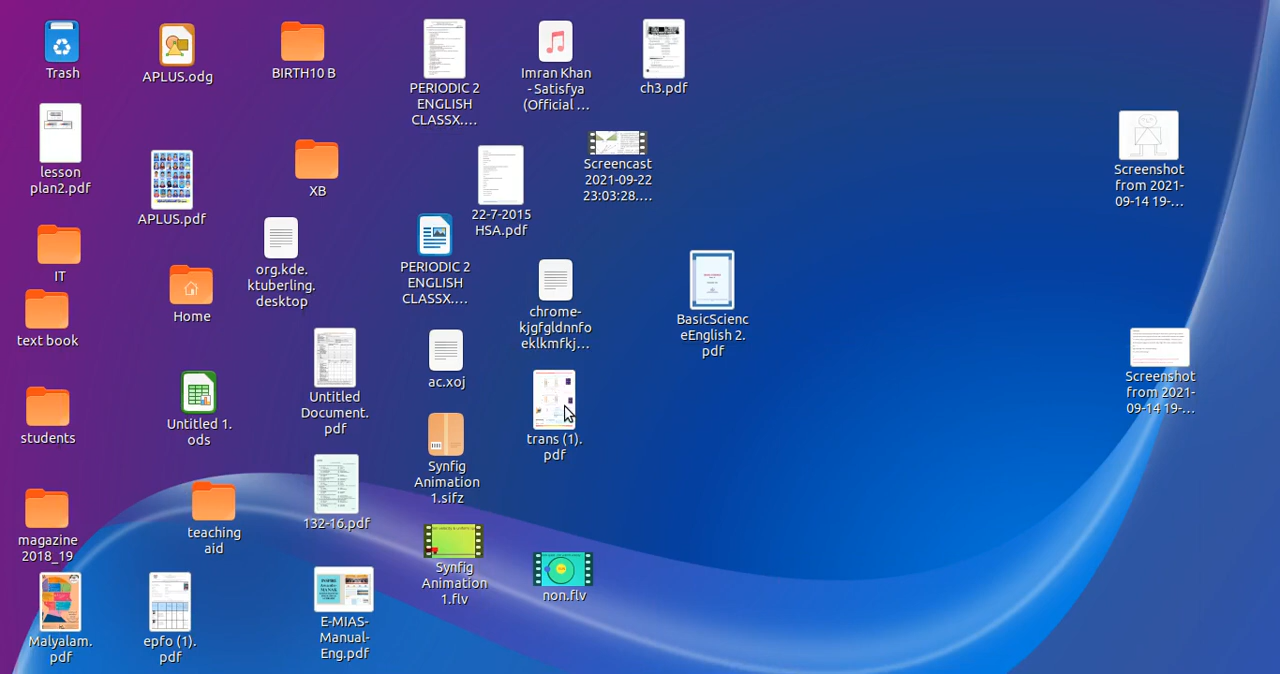 Trash
APLUS.odg
BIRTH10 B
PERIODIC 2
ENGLISH
CLASSX....
Imran Khan
- Satisfya
(Official ...
ch3.pdf
lesson
plan2.pdf
APLUS.pdf
XB
22-7-2015
HSA.pdf
Screencast
2021-09-22
23:03:28....
Screenshot
from 2021-
09-14 19-...
IT
Home
org.kde.
ktuberling.
desktop
PERIODIC 2
ENGLISH
CLASSX....
chrome-
kjgfgldnnfo
eklkmfkj...
BasicScienc
eEnglish 2.
pdf
text book
Untitled 1.
ods
Untitled
Document.
pdf
ac.xoj
trans (1).
pdf
Screenshot
from 2021-
09-14 19-...
students
Synfig
Animation
1.sifz
magazine
2018_19
teaching
aid
132-16.pdf
Synfig
Animation
1.flv
non.flv
Malyalam.
pdf
epfo (1).
pdf
E-MIAS-
Manual-
Eng.pdf